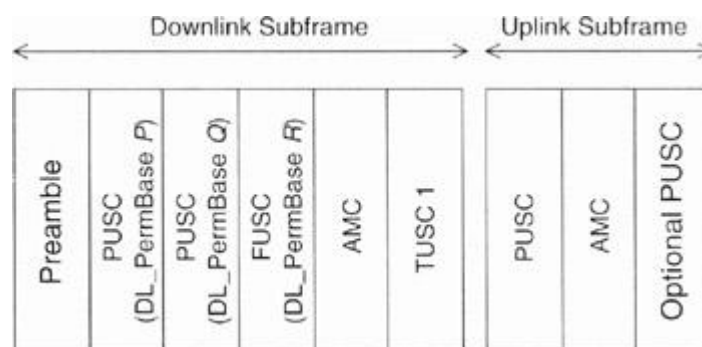 Downlink Subframe
Uplink Subframe
Preamble
PUSC
(DL_PermBase P)
PUSC
(DL_PermBase Q)
FUSC
(DL_PermBase R)
AMC
TUSC 1
PUSC
AMC
Optional PUSC